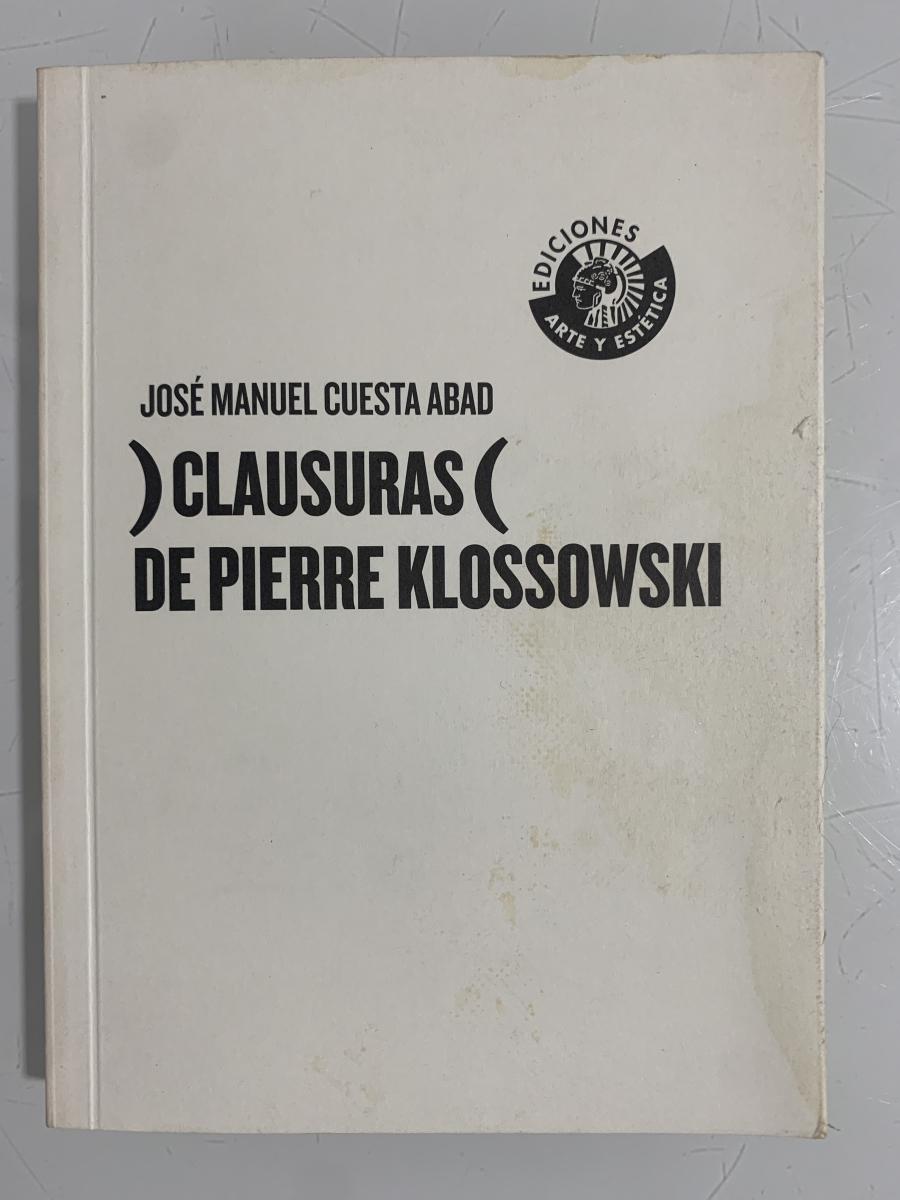 EDICIONES
ARTE Y ESTÉTICA
JOSÉ MANUEL CUESTA ABAD
)CLAUSURAS(
DE PIERRE KLOSSOWSKI